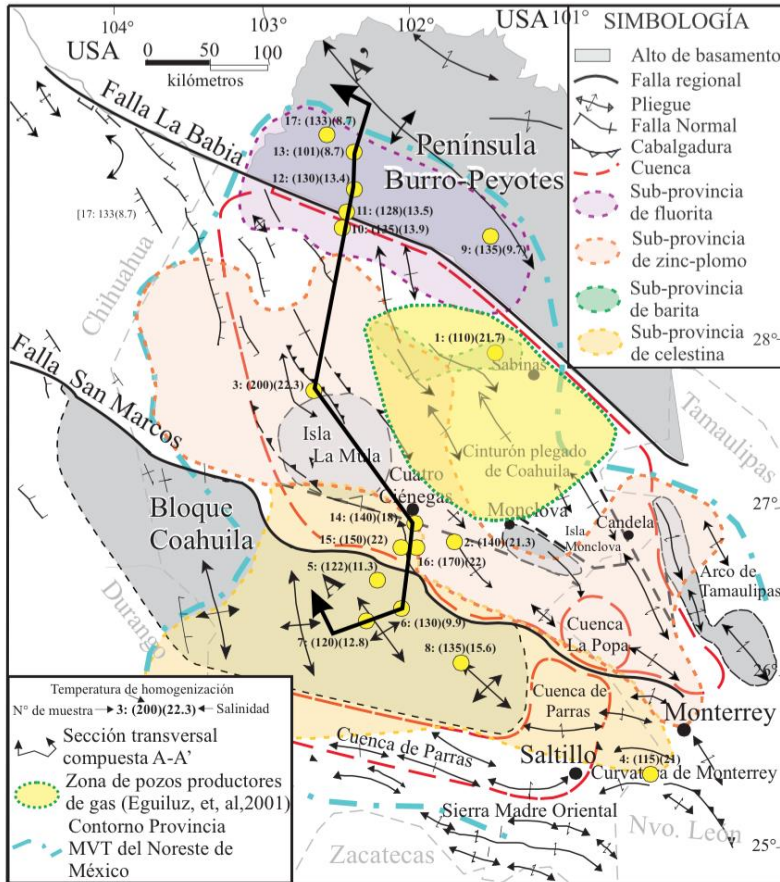 104°
103°
102°
101°
USA
USA
0 50 100
kilómetros
SIMBOLOGÍA
Alto de basamento
Falla regional
Pliegue
Falla Normal
Cabalgadura
Cuenca
Sub-provincia
de fluorita
Sub-provincia
de zinc-plomo
Sub-provincia
de barita
Sub-provincia
de celestina
Falla La Babia
A'
17: (133)(8.7)
13: (101)(8.7)
12: (130)(13.4)
11: (128)(13.5)
10: (135)(13.9)
Península
Burro-Peyotes
9: (135)(9.7)
[17: 133(8.7)
Chihuahua
28°
1: (110)(21.7)
Sabinas
3: (200)(22.3)
Falla San Marcos
Isla
La Mula
Cinturón plegado
de Coahuila
Tamaulipas
27°
Cuatro
Ciénegas
Monclova
Candela
Isla
Monclova
Bloque
Coahuila
14: (140)(18)
15: (150)(22)
2: (140)(21.3)
16: (170)(22)
5: (122)(11.3)
A
6: (130)(9.9)
7: (120)(12.8)
8: (135)(15.6)
Arco de
Tamaulipas
Durango
Cuenca
La Popa
26°
Cuenca de
Parras
Monterrey
Cuenca de Parras
Saltillo
4: (115)(21)
Curvatura de Monterrey
Sierra Madre Oriental
Nvo. León
Zacatecas
25°
Temperatura de homogenización
N° de muestra 3: (200)(22.3) Salinidad
Sección transversal
compuesta A-A'
Zona de pozos productores
de gas (Eguiluz, et, al,2001)
Contorno Provincia
MVT del Noreste de
México